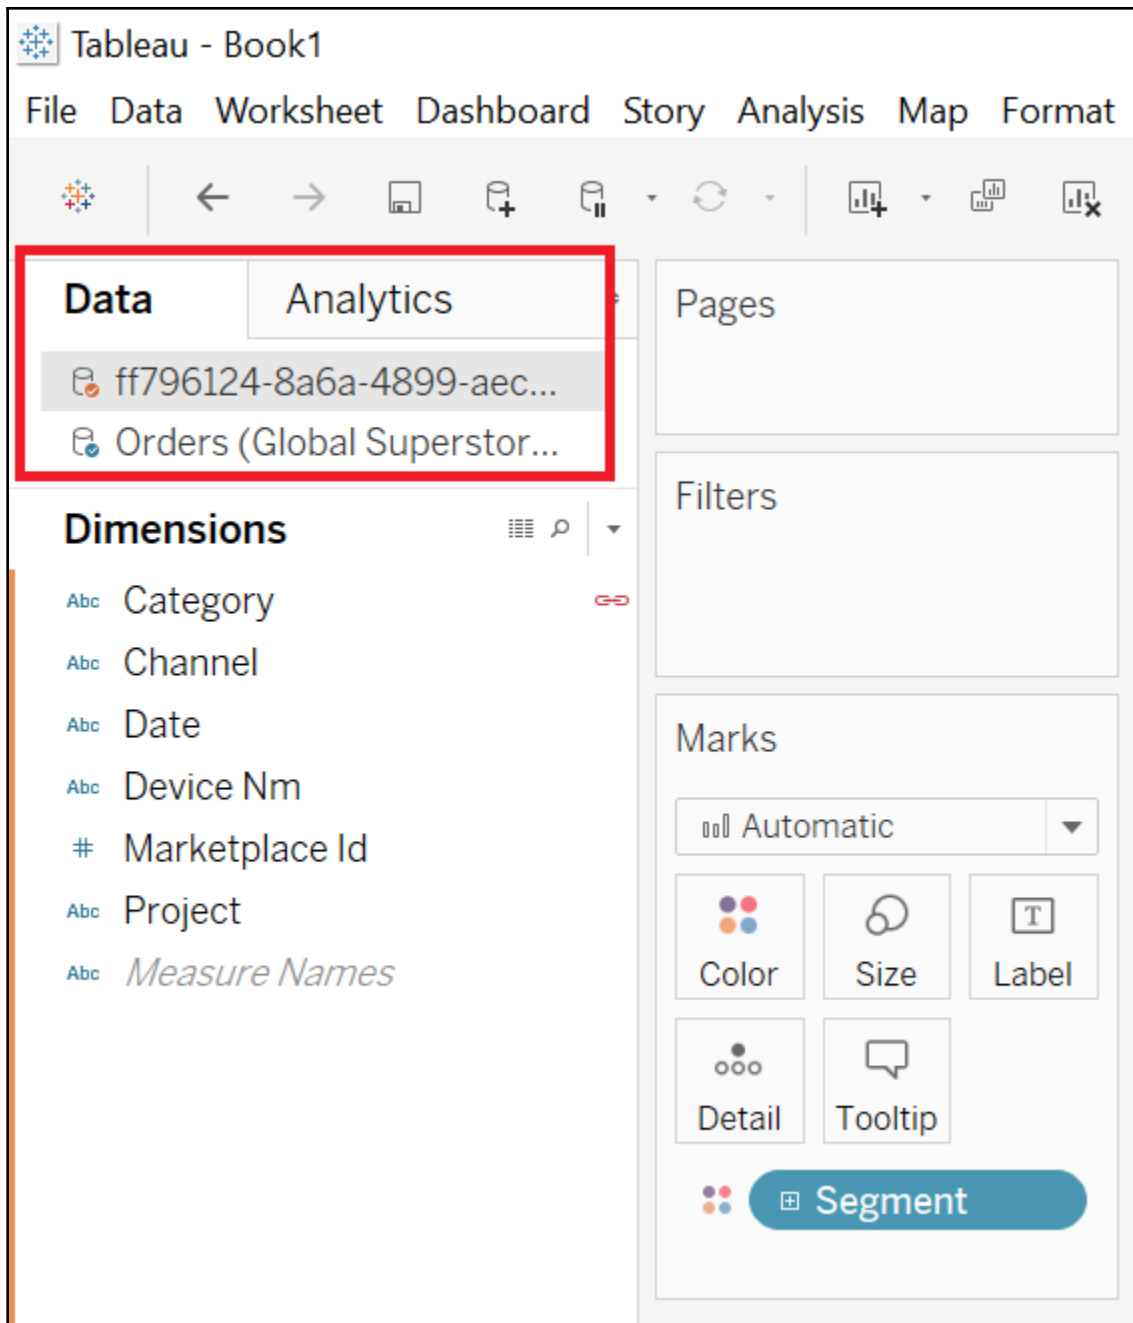 Tableau - Book1
File Data Worksheet Dashboard Story Analysis Map Format
Data Analytics
ff796124-8a6a-4899-aec...
Orders (Global Superstor...
Dimensions
Abc Category
Abc Channel
Abc Date
Abc Device Nm
# Marketplace Id
Abc Project
Abc Measure Names
Pages
Filters
Marks
Automatic
Color Size T Label
Detail Tooltip
Segment